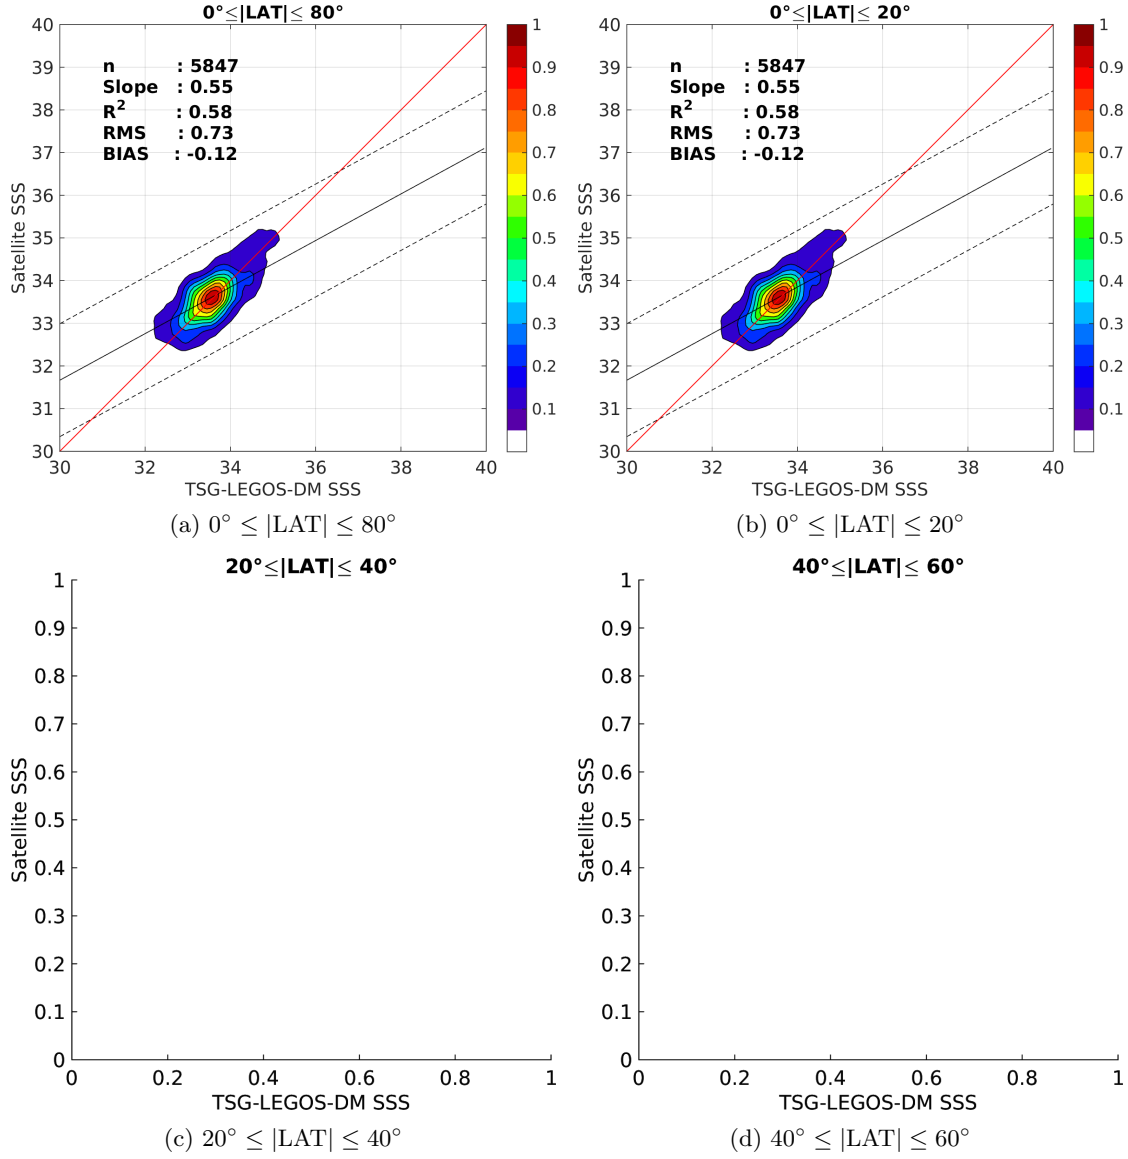 0°≤|LAT|≤ 80°
40
39
38
37
36
35
34
33
32
31
30
n : 5847
Slope : 0.55
R² : 0.58
RMS : 0.73
BIAS : -0.12
Satellite SSS
30 32 34 36 38 40
TSG-LEGOS-DM SSS
1
0.9
0.8
0.7
0.6
0.5
0.4
0.3
0.2
0.1
(a) 0° ≤ |LAT| ≤ 80°
0°≤|LAT|≤ 20°
40
39
38
37
36
35
34
33
32
31
30
n : 5847
Slope : 0.55
R² : 0.58
RMS : 0.73
BIAS : -0.12
Satellite SSS
30 32 34 36 38 40
TSG-LEGOS-DM SSS
1
0.9
0.8
0.7
0.6
0.5
0.4
0.3
0.2
0.1
(b) 0° ≤ |LAT| ≤ 20°
20°≤|LAT|≤ 40°
1
0.9
0.8
0.7
0.6
0.5
0.4
0.3
0.2
0.1
0
Satellite SSS
0 0.2 0.4 0.6 0.8 1
TSG-LEGOS-DM SSS
(c) 20° ≤ |LAT| ≤ 40°
40°≤|LAT|≤ 60°
1
0.9
0.8
0.7
0.6
0.5
0.4
0.3
0.2
0.1
0
Satellite SSS
0 0.2 0.4 0.6 0.8 1
TSG-LEGOS-DM SSS
(d) 40° ≤ |LAT| ≤ 60°